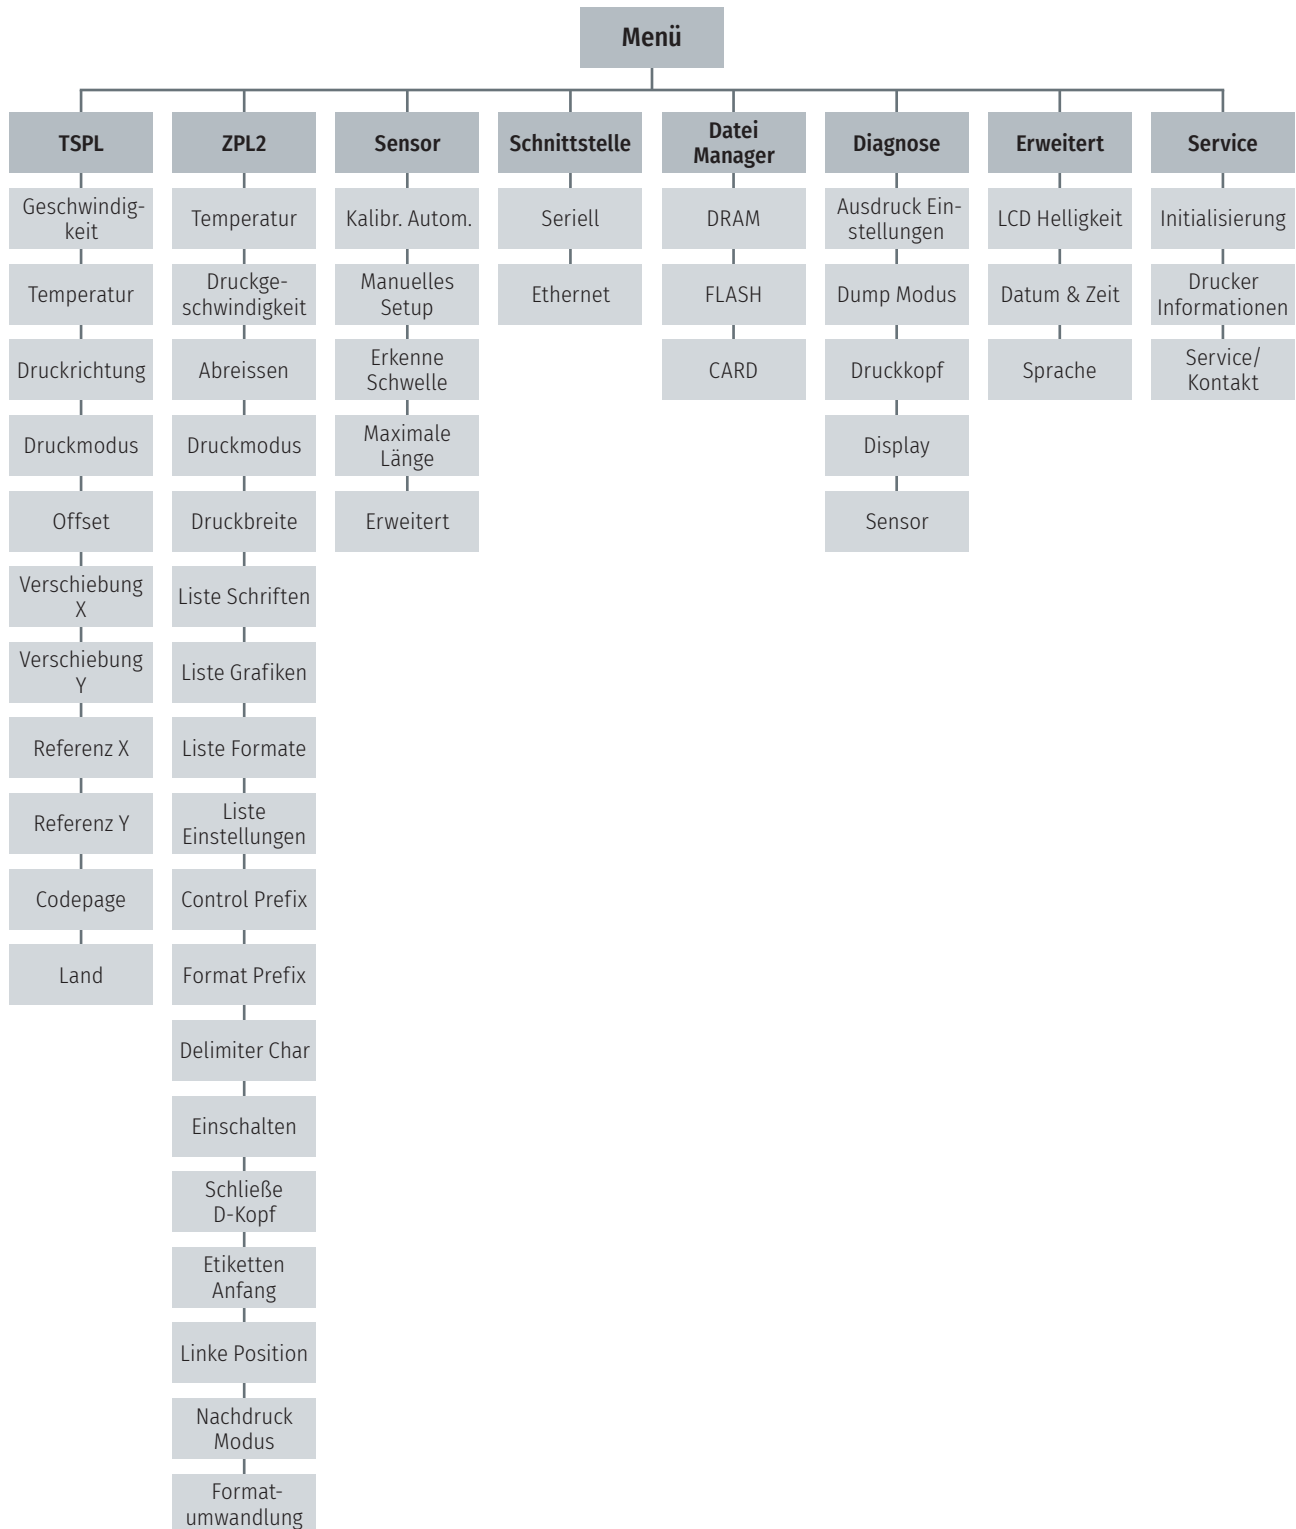 Menü
TSPL
Geschwindig-
keit
Temperatur
Druckrichtung
Druckmodus
Offset
Verschiebung
X
Verschiebung
Y
Referenz X
Referenz Y
Codepage
Land
ZPL2
Temperatur
Druckge-
schwindigkeit
Abreissen
Druckmodus
Druckbreite
Liste Schriften
Liste Grafiken
Liste Formate
Liste
Einstellungen
Control Prefix
Format Prefix
Delimiter Char
Einschalten
Schließe
D-Kopf
Etiketten
Anfang
Linke Position
Nachdruck
Modus
Format-
umwandlung
Sensor
Kalibr. Autom.
Manuelles
Setup
Erkenne
Schwelle
Maximale
Länge
Erweitert
Schnittstelle
Seriell
Ethernet
Datei
Manager
DRAM
FLASH
CARD
Diagnose
Ausdruck Ein-
stellungen
Dump Modus
Druckkopf
Display
Sensor
Erweitert
LCD Helligkeit
Datum & Zeit
Sprache
Service
Initialisierung
Drucker
Informationen
Service/
Kontakt